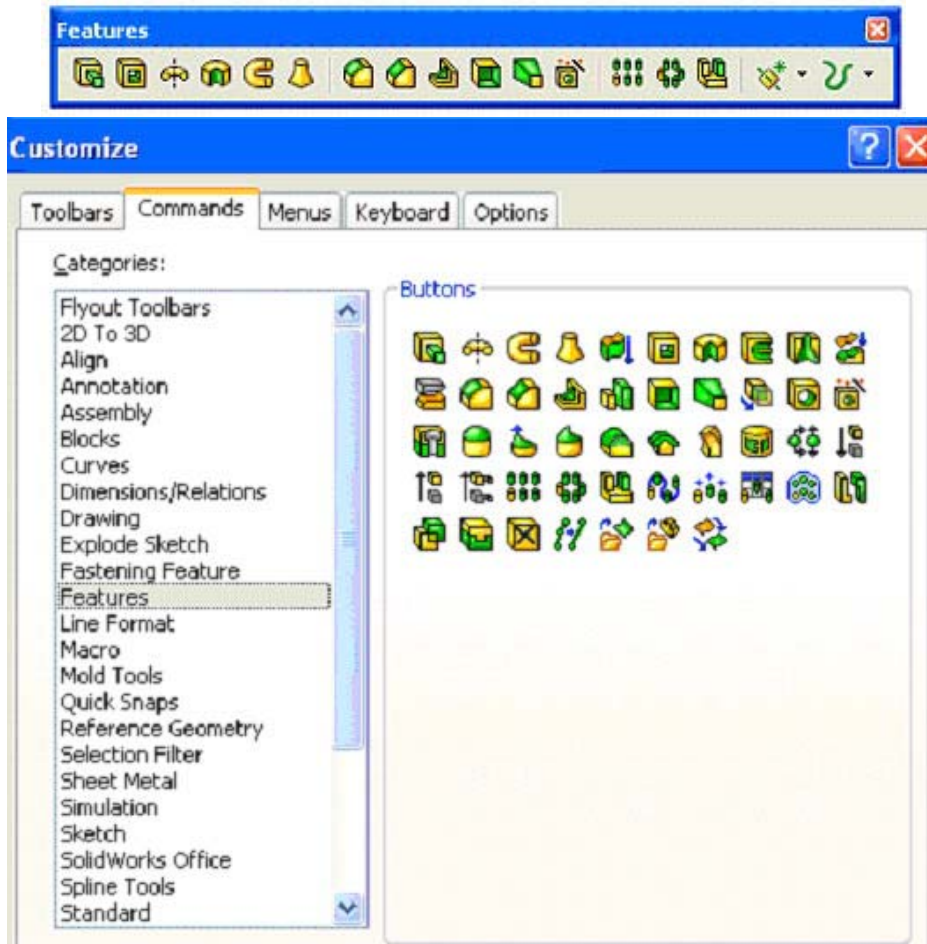 Features
Customize
Toolbars Commands Menus Keyboard Options
Categories:
Buttons
Flyout Toolbars
2D To 3D
Align
Annotation
Assembly
Blocks
Curves
Dimensions/Relations
Drawing
Explode Sketch
Fastening Feature
Features
Line Format
Macro
Mold Tools
Quick Snaps
Reference Geometry
Selection Filter
Sheet Metal
Simulation
Sketch
SolidWorks Office
Spline Tools
Standard